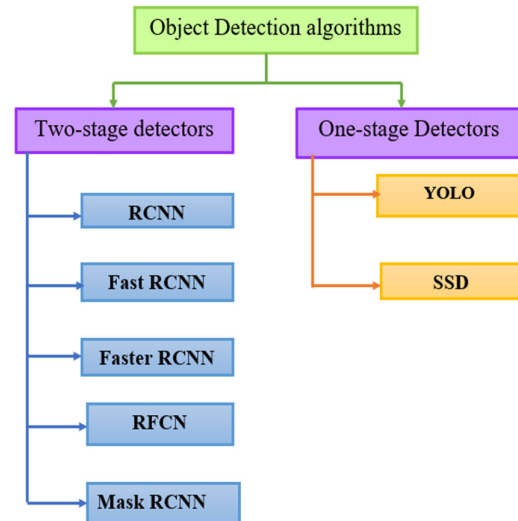 Object Detection algorithms
Two-stage detectors
One-stage Detectors
RCNN
Fast RCNN
Faster RCNN
RFCN
Mask RCNN
YOLO
SSD